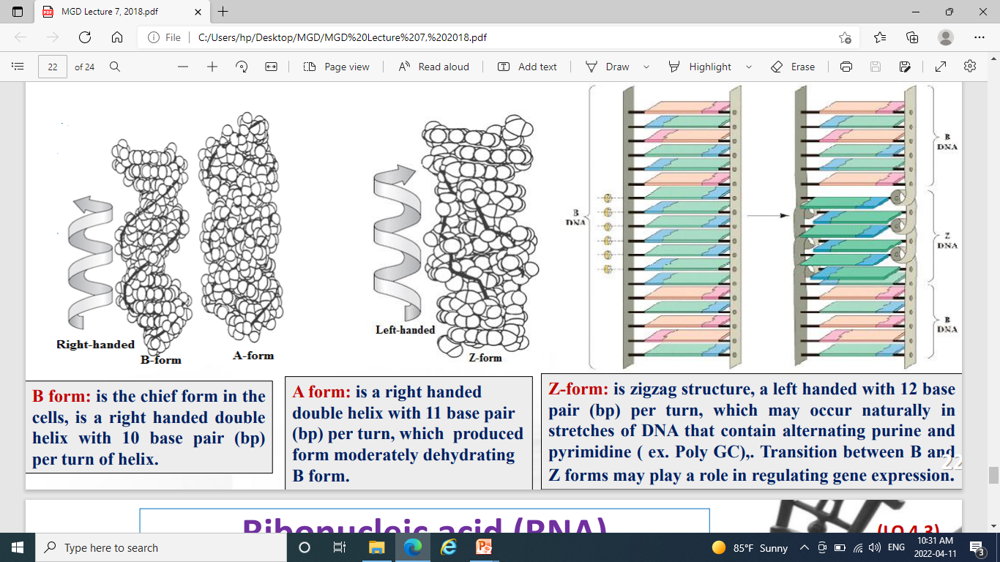 MGD Lecture 7, 2018.pdf
File
C:/Users/hp/Desktop/MGD/MGD%20Lecture%207,%202018.pdf
22 of 24
Page view
Read aloud
Add text
Draw
Highlight
Erase
Right-handed
B-form
A-form
Left-handed
Z-form
B
DNA
B
DNA
Z
DNA
B
DNA
B form: is the chief form in the
cells, is a right handed double
helix with 10 base pair (bp)
per turn of helix.
A form: is a right handed
double helix with 11 base pair
(bp) per turn, which produced
form moderately dehydrating
B form.
Z-form: is zigzag structure, a left handed with 12 base
pair (bp) per turn, which may occur naturally in
stretches of DNA that contain alternating purine and
pyrimidine ( ex. Poly GC),. Transition between B and
Z forms may play a role in regulating gene expression.
22
Ribonucleic acid (RNA)
(LO 4.3)
Type here to search
85°F Sunny
ENG
10:31 AM
2022-04-11
3